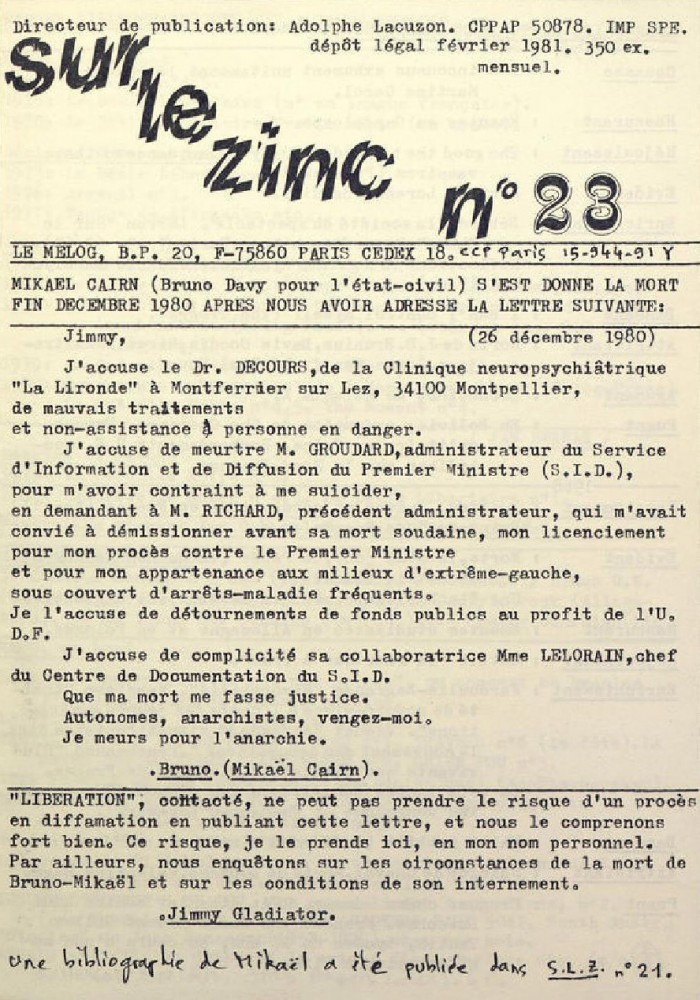 Directeur de publication: Adolphe Lacuzon. CPPAP 50878. IMP SPE.
dépôt légal février 1981. 350 ex.
mensuel.
sur
le
zinc
n° 23
LE MELOG, B.P. 20, F-75860 PARIS CEDEX 18. CCP Paris 15-944-91 Y
MIKAEL CAIRN (Bruno Davy pour l'état-civil) S'EST DONNE LA MORT
FIN DECEMBRE 1980 APRES NOUS AVOIR ADRESSE LA LETTRE SUIVANTE:
Jimmy, (26 décembre 1980)
J'accuse le Dr. DECOURS,de la Clinique neuropsychiâtrique
"La Lironde" à Montferrier sur Lez, 34100 Montpellier,
de mauvais traitements
et non-assistance à personne en danger.
J'accuse de meurtre M. GROUDARD,administrateur du Service
d'Information et de Diffusion du Premier Ministre (S.I.D.),
pour m'avoir contraint à me suicider,
en demandant à M. RICHARD, précédent administrateur, qui m'avait
convié à démissionner avant sa mort soudaine, mon licenciement
pour mon procès contre le Premier Ministre
et pour mon appartenance aux milieux d'extrême-gauche,
sous couvert d'arrêts-maladie fréquents.
Je l'accuse de détournements de fonds publics au profit de l'U.
D.F.
J'accuse de complicité sa collaboratrice Mme LELORAIN,chef
du Centre de Documentation du S.I.D.
Que ma mort me fasse justice.
Autonomes, anarchistes, vengez-moi.
Je meurs pour l'anarchie.
.Bruno.(Mikaël Cairn).
"LIBERATION", contacté, ne peut pas prendre le risque d'un procès
en diffamation en publiant cette lettre, et nous le comprenons
fort bien. Ce risque, je le prends ici, en mon nom personnel.
Par ailleurs, nous enquêtons sur les circonstances de la mort de
Bruno-Mikaël et sur les conditions de son internement.
.Jimmy Gladiator.
une bibliographie de Mikaël a été publiée dans S.L.Z. n° 21.